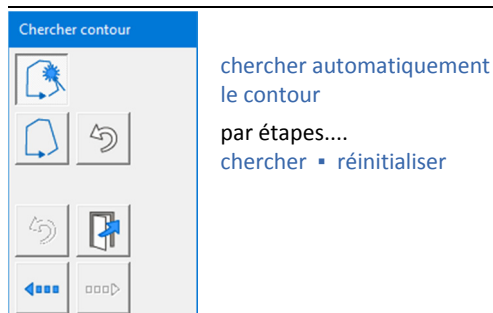 Chercher contour
chercher automatiquement
le contour
par étapes....
chercher ▪ réinitialiser